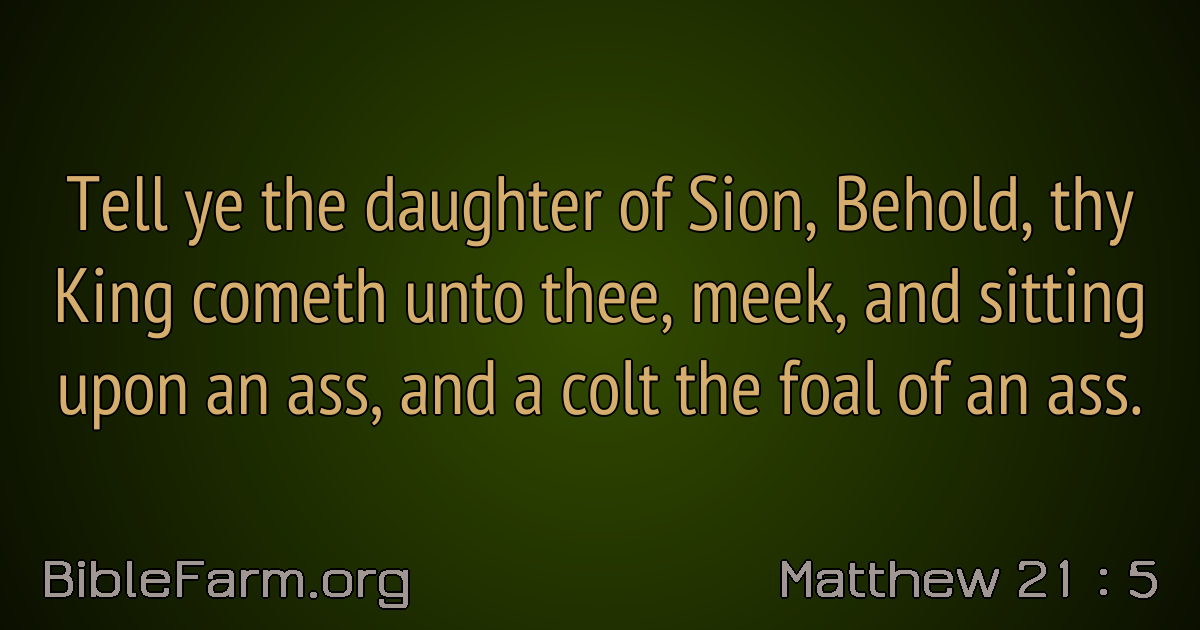 Tell ye the daughter of Sion, Behold, thy
King cometh unto thee, meek, and sitting
upon an ass, and a colt the foal of an ass.
BibleFarm.org
Matthew 21 : 5